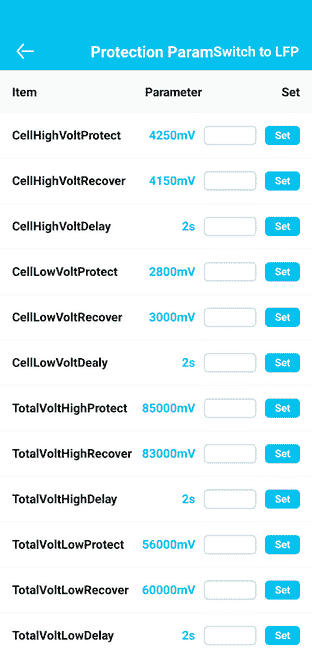 Protection ParamSwitch to LFP
Item Parameter Set
CellHighVoltProtect 4250mV Set
CellHighVoltRecover 4150mV Set
CellHighVoltDelay 2s Set
CellLowVoltProtect 2800mV Set
CellLowVoltRecover 3000mV Set
CellLowVoltDealy 2s Set
TotalVoltHighProtect 85000mV Set
TotalVoltHighRecover 83000mV Set
TotalVoltHighDelay 2s Set
TotalVoltLowProtect 56000mV Set
TotalVoltLowRecover 60000mV Set
TotalVoltLowDelay 2s Set